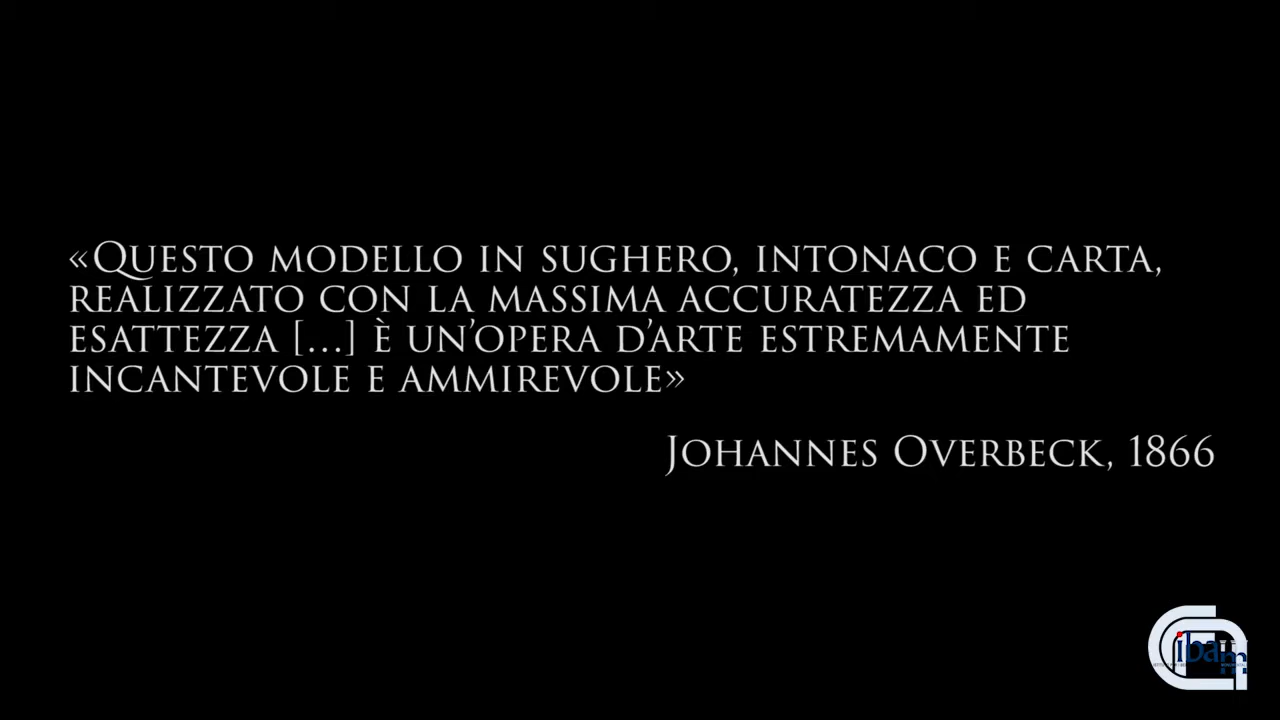 «Questo modello in sughero, intonaco e carta,
realizzato con la massima accuratezza ed
esattezza [...] è un’opera d’arte estremamente
incantevole e ammirevole»
Johannes Overbeck, 1866
ibam